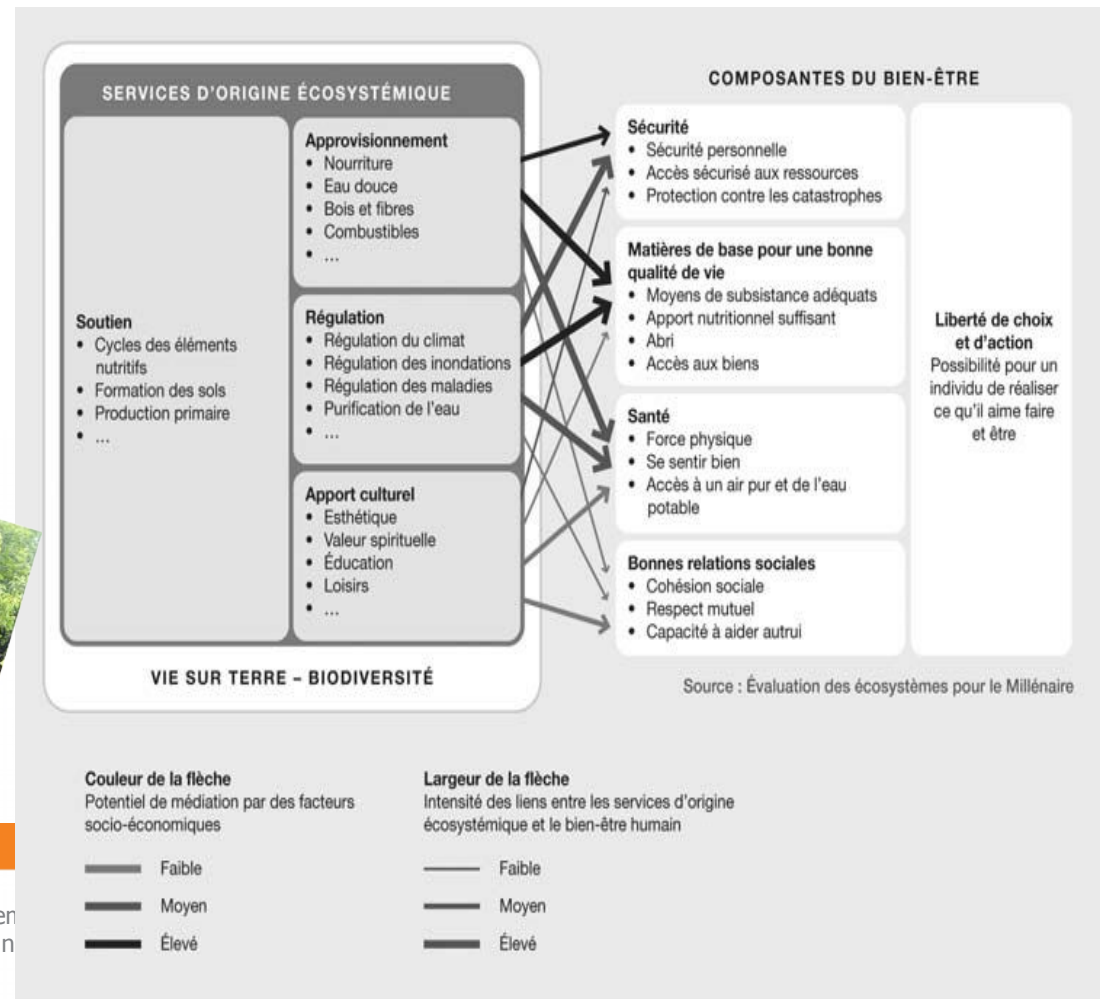 SERVICES D'ORIGINE ÉCOSYSTÉMIQUE
Soutien
• Cycles des éléments
nutritifs
• Formation des sols
• Production primaire
• ...
Approvisionnement
• Nourriture
• Eau douce
• Bois et fibres
• Combustibles
• ...
Régulation
• Régulation du climat
• Régulation des inondations
• Régulation des maladies
• Purification de l'eau
• ...
Apport culturel
• Esthétique
• Valeur spirituelle
• Éducation
• Loisirs
• ...
VIE SUR TERRE – BIODIVERSITÉ
COMPOSANTES DU BIEN-ÊTRE
Sécurité
• Sécurité personnelle
• Accès sécurisé aux ressources
• Protection contre les catastrophes
Matières de base pour une bonne
qualité de vie
• Moyens de subsistance adéquats
• Apport nutritionnel suffisant
• Abri
• Accès aux biens
Santé
• Force physique
• Se sentir bien
• Accès à un air pur et de l'eau
potable
Bonnes relations sociales
• Cohésion sociale
• Respect mutuel
• Capacité à aider autrui
Liberté de choix
et d'action
Possibilité pour un
individu de réaliser
ce qu'il aime faire
et être
Source : Évaluation des écosystèmes pour le Millénaire
Couleur de la flèche
Potentiel de médiation par des facteurs
socio-économiques
Faible
Moyen
Élevé
Largeur de la flèche
Intensité des liens entre les services d'origine
écosystémique et le bien-être humain
Faible
Moyen
Élevé